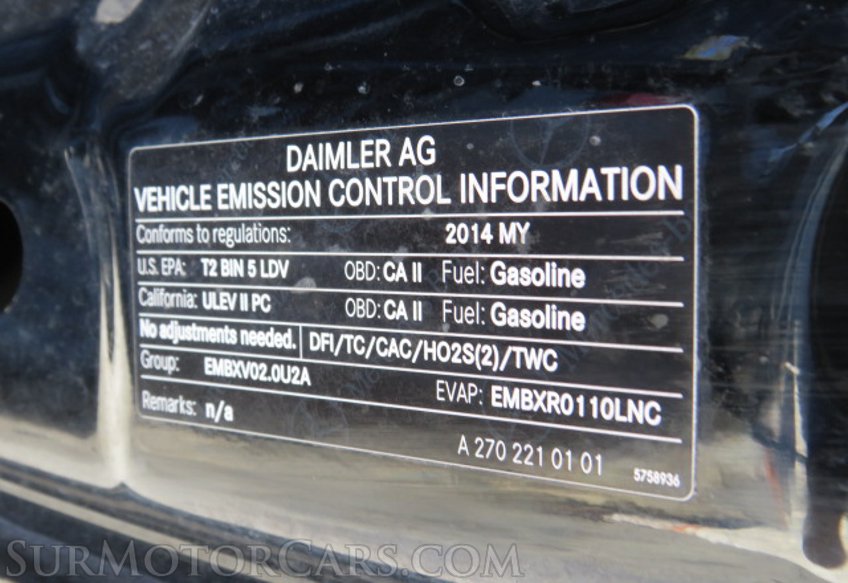 DAIMLER AG
VEHICLE EMISSION CONTROL INFORMATION
Conforms to regulations: 2014 MY
U.S. EPA: T2 BIN 5 LDV OBD: CA II Fuel: Gasoline
California: ULEV II PC OBD: CA II Fuel: Gasoline
No adjustments needed. DFI/TC/CAC/HO2S(2)/TWC
Group: EMBXV02.0U2A EVAP: EMBXR0110LNC
Remarks: n/a
A 270 221 01 01 5758936
SurMotorCars.com